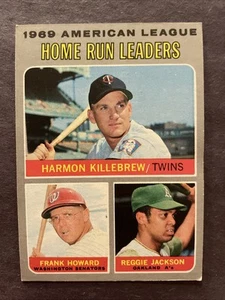 1969 AMERICAN LEAGUE
HOME RUN LEADERS
HARMON KILLEBREW/TWINS
FRANK HOWARD
WASHINGTON SENATORS
REGGIE JACKSON
OAKLAND A's